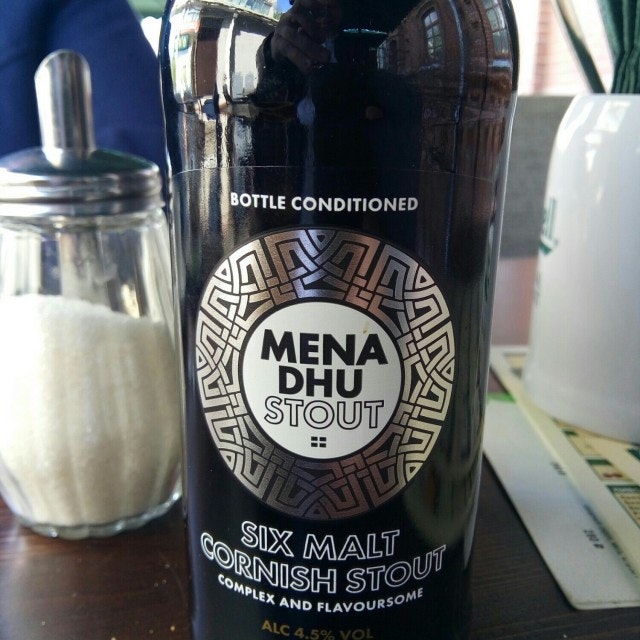 BOTTLE CONDITIONED
MENA
DHU
STOUT
SIX MALT
CORNISH STOUT
COMPLEX AND FLAVOURSOME
ALC 4.5% VOL